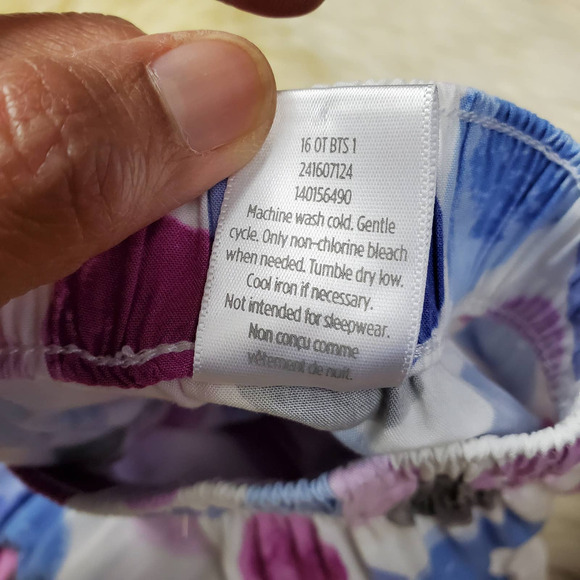 16 OT BTS 1
241607124
140156490
Machine wash cold. Gentle
cycle. Only non-chlorine bleach
when needed. Tumble dry low.
Cool iron if necessary.
Not intended for sleepwear.
Non conçu comme
vêtement de nuit.